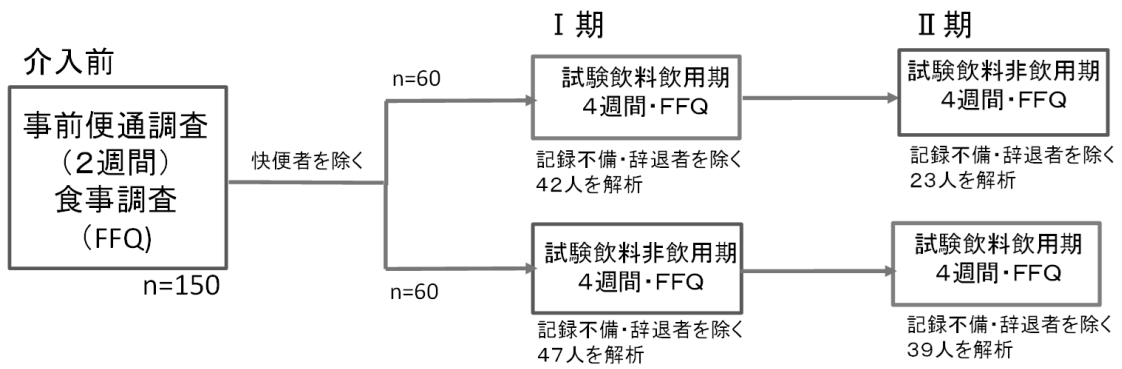 介入前
事前便通調査
（２週間）
食事調査
（FFQ)
n=150
快便者を除く
n=60
n=60
Ⅰ 期
試験飲料飲用期
４週間・FFQ
記録不備・辞退者を除く
42人を解析
試験飲料非飲用期
４週間・FFQ
記録不備・辞退者を除く
47人を解析
Ⅱ 期
試験飲料非飲用期
４週間・FFQ
記録不備・辞退者を除く
23人を解析
試験飲料飲用期
４週間・FFQ
記録不備・辞退者を除く
39人を解析